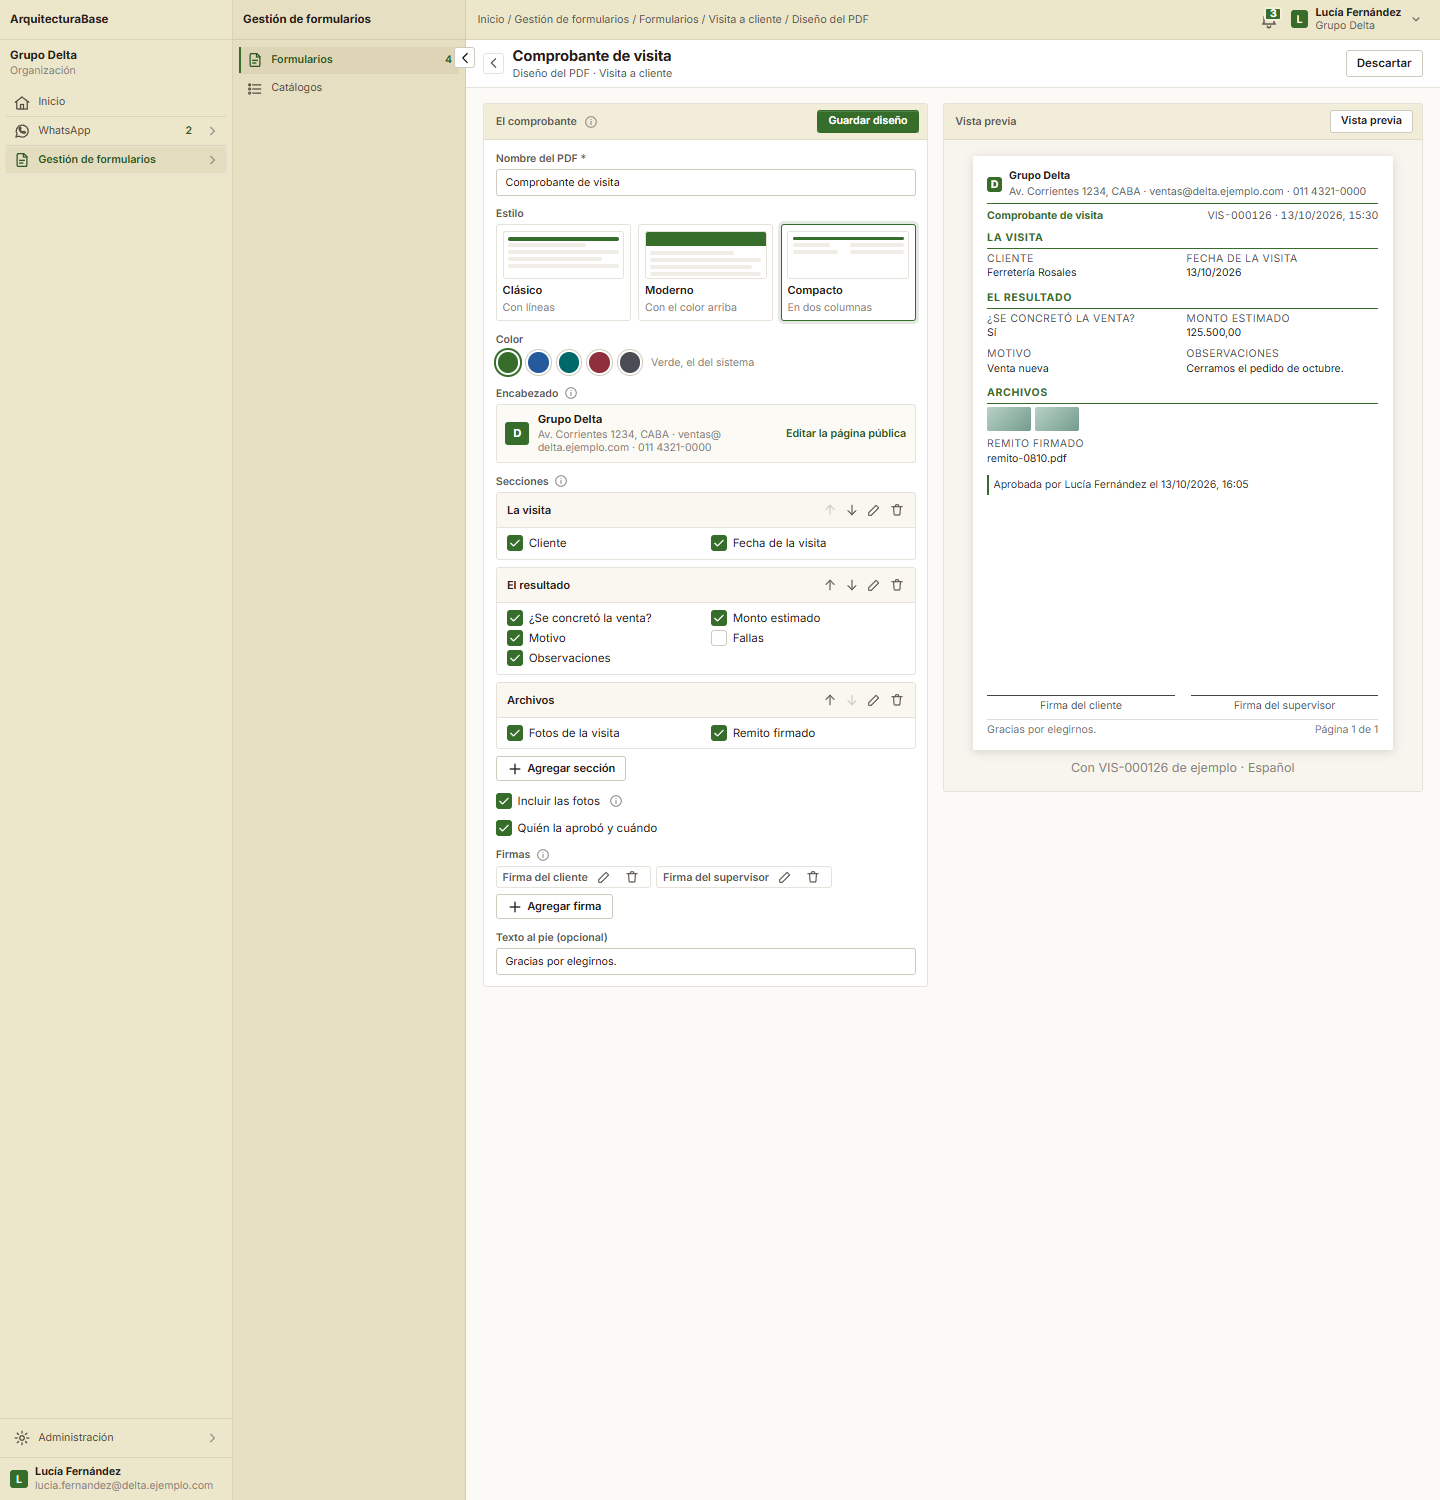 ArquitecturaBase
Grupo Delta
Organización
Inicio
WhatsApp 2
Gestión de formularios
Administración
L Lucía Fernández
lucia.fernandez@delta.ejemplo.com
Gestión de formularios
Formularios 4
Catálogos
Inicio / Gestión de formularios / Formularios / Visita a cliente / Diseño del PDF
3
L Lucía Fernández
Grupo Delta
Comprobante de visita
Diseño del PDF · Visita a cliente
Descartar
El comprobante
Guardar diseño
Nombre del PDF *
Comprobante de visita
Estilo
Clásico
Con líneas
Moderno
Con el color arriba
Compacto
En dos columnas
Color
Verde, el del sistema
Encabezado
D
Grupo Delta
Av. Corrientes 1234, CABA · ventas@
delta.ejemplo.com · 011 4321-0000
Editar la página pública
Secciones
La visita
Cliente
Fecha de la visita
El resultado
¿Se concretó la venta?
Monto estimado
Motivo
Fallas
Observaciones
Archivos
Fotos de la visita
Remito firmado
Agregar sección
Incluir las fotos
Quién la aprobó y cuándo
Firmas
Firma del cliente
Firma del supervisor
Agregar firma
Texto al pie (opcional)
Gracias por elegirnos.
Vista previa
Vista previa
D
Grupo Delta
Av. Corrientes 1234, CABA · ventas@delta.ejemplo.com · 011 4321-0000
Comprobante de visita
VIS-000126 · 13/10/2026, 15:30
LA VISITA
CLIENTE
FECHA DE LA VISITA
Ferretería Rosales
13/10/2026
EL RESULTADO
¿SE CONCRETÓ LA VENTA?
MONTO ESTIMADO
Sí
125.500,00
MOTIVO
OBSERVACIONES
Venta nueva
Cerramos el pedido de octubre.
ARCHIVOS
REMITO FIRMADO
remito-0810.pdf
Aprobada por Lucía Fernández el 13/10/2026, 16:05
Firma del cliente
Firma del supervisor
Gracias por elegirnos.
Página 1 de 1
Con VIS-000126 de ejemplo · Español